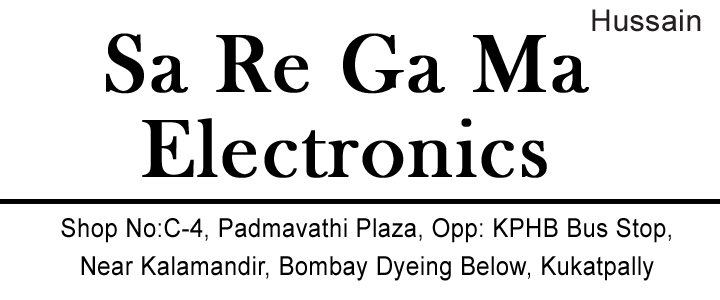 Hussain
Sa Re Ga Ma
Electronics
Shop No:C-4, Padmavathi Plaza, Opp: KPHB Bus Stop,
Near Kalamandir, Bombay Dyeing Below, Kukatpally